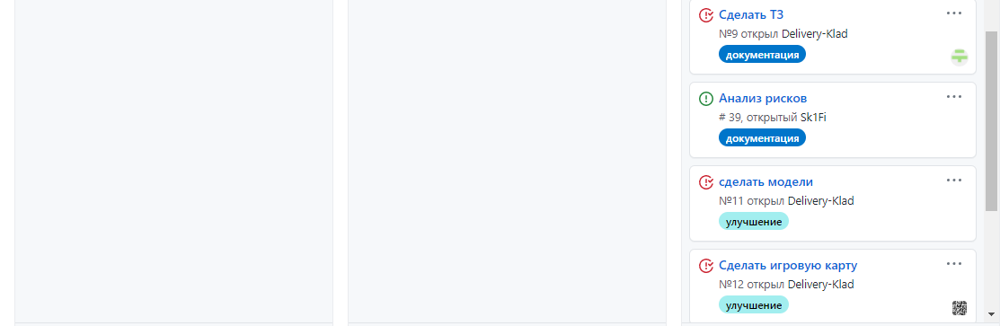 Сделать ТЗ
№9 открыл Delivery-Klad
документация
Анализ рисков
# 39, открытый Sk1Fi
документация
сделать модели
№11 открыл Delivery-Klad
улучшение
Сделать игровую карту
№12 открыл Delivery-Klad
улучшение